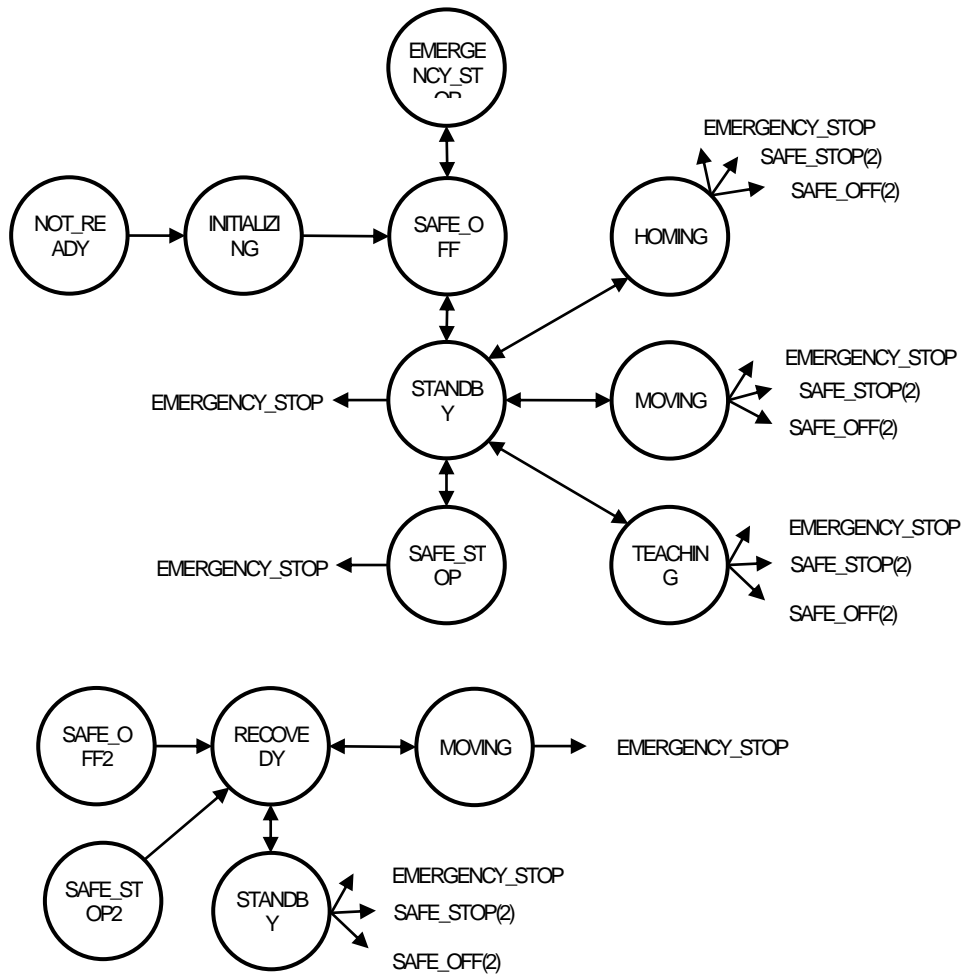 EMERGE
NCY_ST
OP
EMERGENCY_STOP
SAFE_STOP(2)
SAFE_OFF(2)
NOT_RE
ADY
INITIALIZI
NG
SAFE_O
FF
HOMING
EMERGENCY_STOP
STANDB
Y
MOVING
EMERGENCY_STOP
SAFE_STOP(2)
SAFE_OFF(2)
EMERGENCY_STOP
SAFE_ST
OP
TEACHIN
G
EMERGENCY_STOP
SAFE_STOP(2)
SAFE_OFF(2)
SAFE_O
FF2
RECOVE
DY
MOVING
EMERGENCY_STOP
SAFE_ST
OP2
STANDB
Y
EMERGENCY_STOP
SAFE_STOP(2)
SAFE_OFF(2)